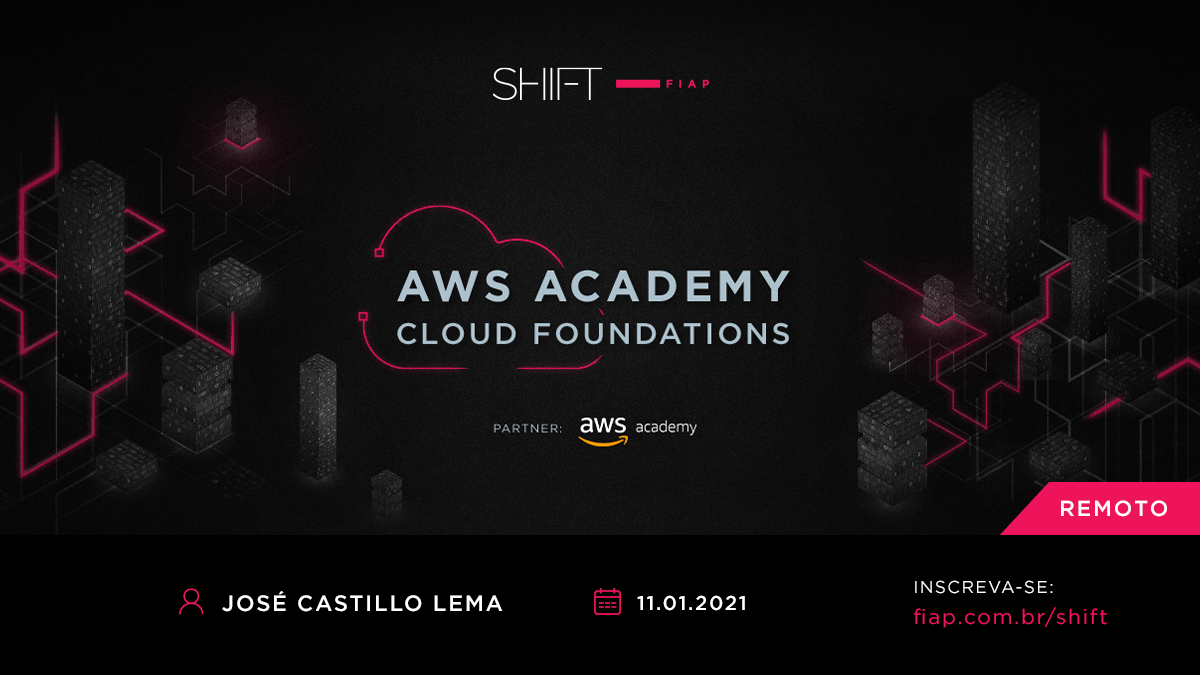 SHIFT FIAP
AWS ACADEMY
CLOUD FOUNDATIONS
PARTNER: aws academy
REMOTO
JOSÉ CASTILLO LEMA
11.01.2021
INSCREVA-SE:
fiap.com.br/shift